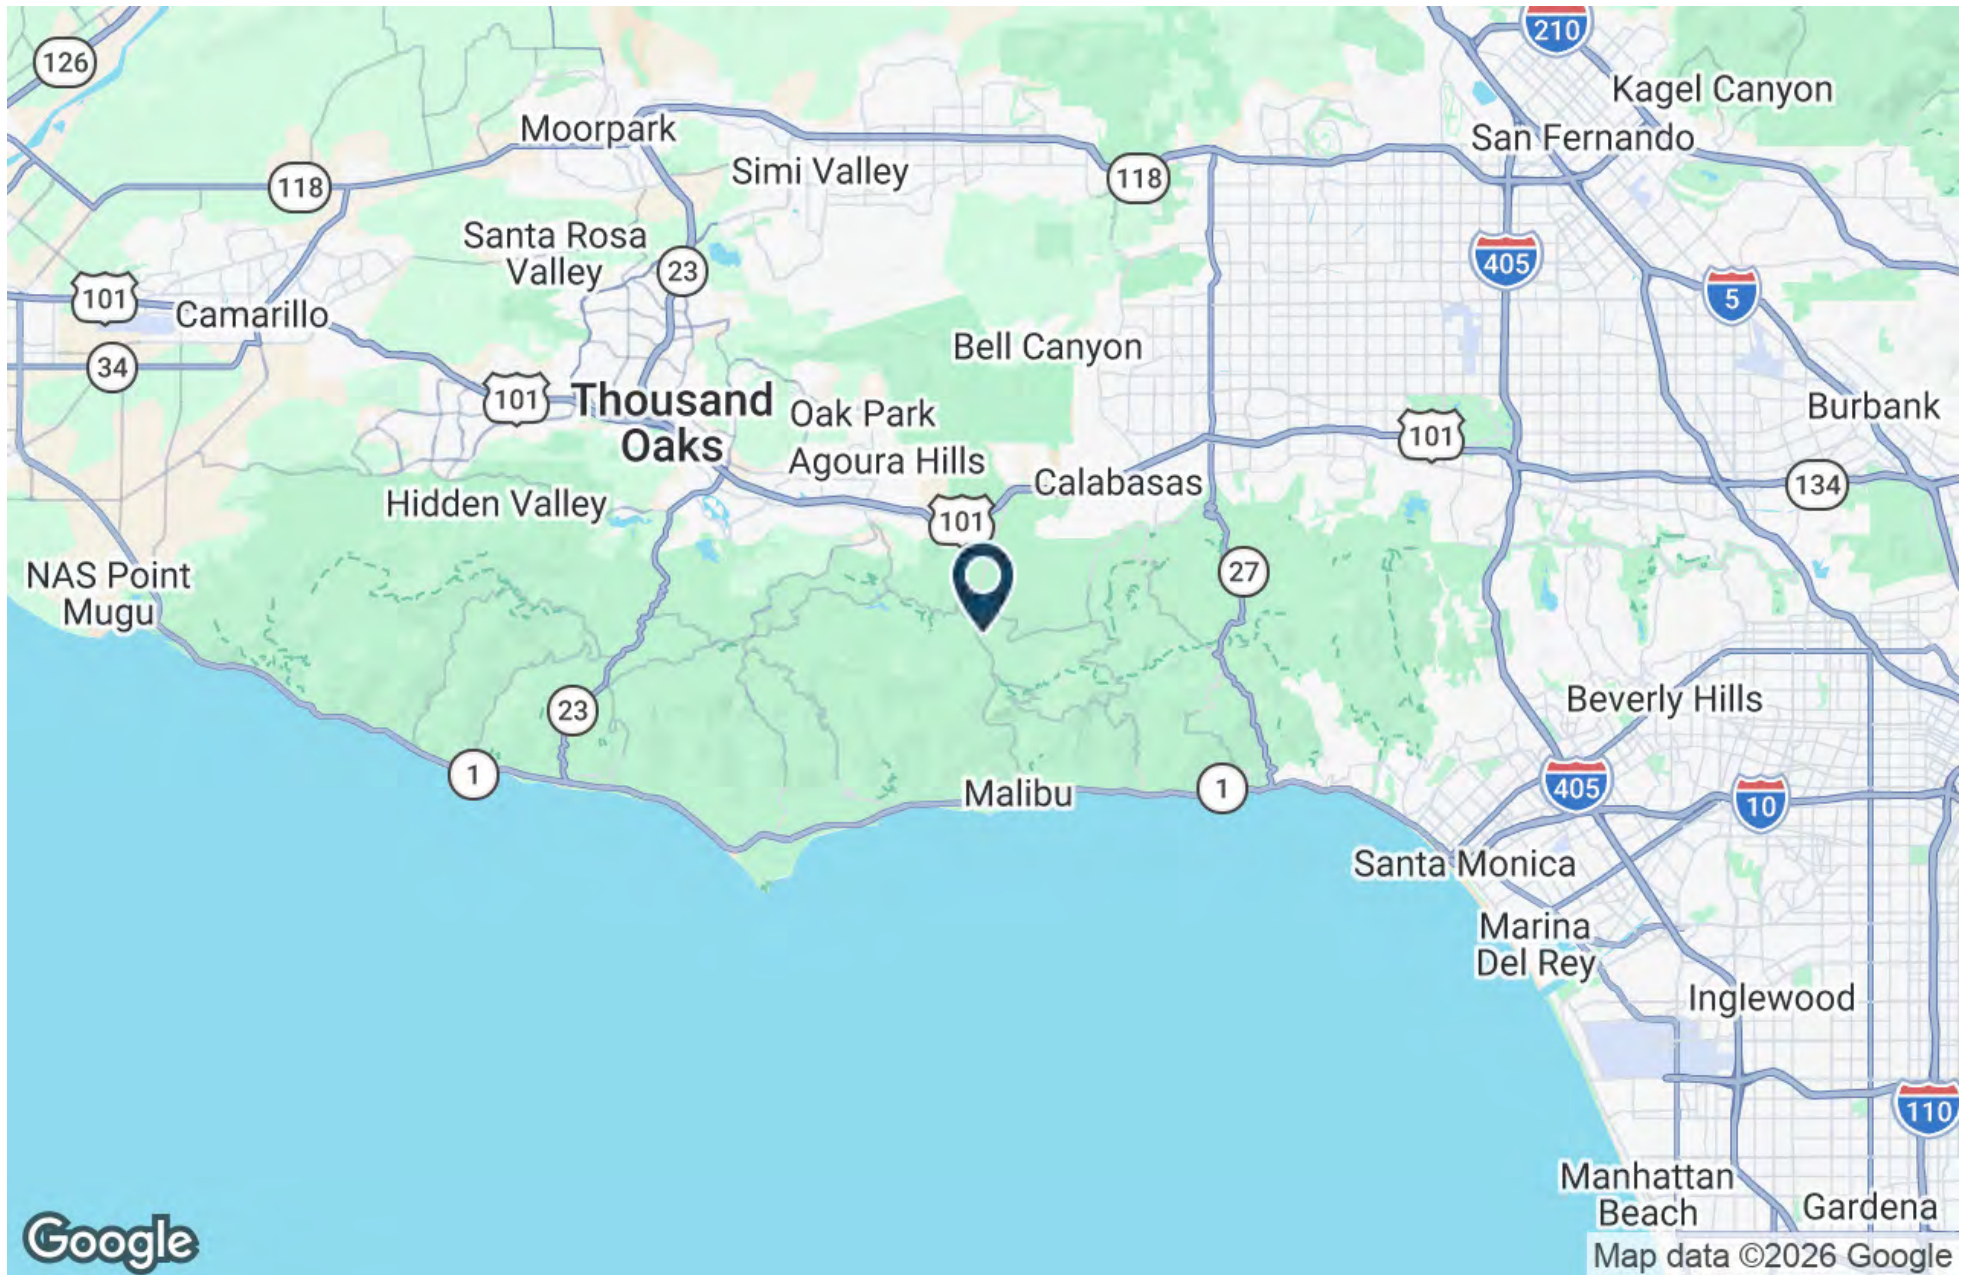 210
126
Kagel Canyon
Moorpark
San Fernando
Simi Valley
118
118
Santa Rosa
Valley
23
405
5
101
Camarillo
Bell Canyon
34
101
Thousand
Oaks
Oak Park
Burbank
101
Agoura Hills
Calabasas
134
Hidden Valley
101
NAS Point
Mugu
27
23
Beverly Hills
1
Malibu
1
405
10
Santa Monica
Marina
Del Rey
Inglewood
110
Manhattan
Beach
Gardena
Google
Map data ©2026 Google